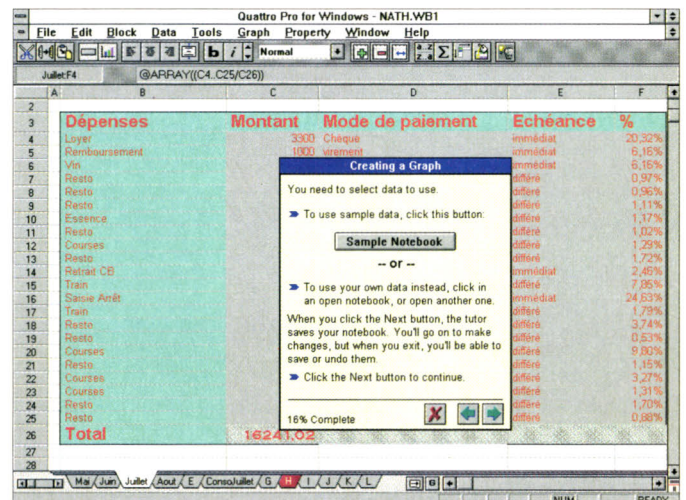 Quattro Pro for Windows - NATH.WB1
File Edit Block Data Tools Graph Property Window Help
b i Normal
Juillet:F4 @ARRAY((C4..C25/C26))
A B C D E F
2
3 Dépenses Montant Mode de paiement Echéance %
4 Loyer 3300 Chèque immédiat 20,32%
5 Remboursement 1000 virement immédiat 6,16%
6 Vin immédiat 6,16%
7 Resto différé 0,97%
8 Resto différé 0,96%
9 Resto différé 1,11%
10 Essence différé 1,17%
11 Resto différé 1,02%
12 Courses différé 1,29%
13 Resto différé 1,72%
14 Retrait CB immédiat 2,46%
15 Train différé 7,85%
16 Saisie Arrêt immédiat 24,63%
17 Train différé 1,79%
18 Resto différé 3,74%
19 Resto différé 0,53%
20 Courses différé 9,80%
21 Resto différé 1,15%
22 Courses différé 3,27%
23 Courses différé 1,31%
24 Resto différé 1,70%
25 Resto différé 0,88%
26 Total 16241,02
27
28
Creating a Graph
You need to select data to use.
To use sample data, click this button:
Sample Notebook
-- or --
To use your own data instead, click in
an open notebook, or open another one.
When you click the Next button, the tutor
saves your notebook. You'll go on to make
changes, but when you exit, you'll be able to
save or undo them.
Click the Next button to continue.
16% Complete
Mai Juin Juillet Aout E ConsoJuillet G H I J K L G
NUM READY